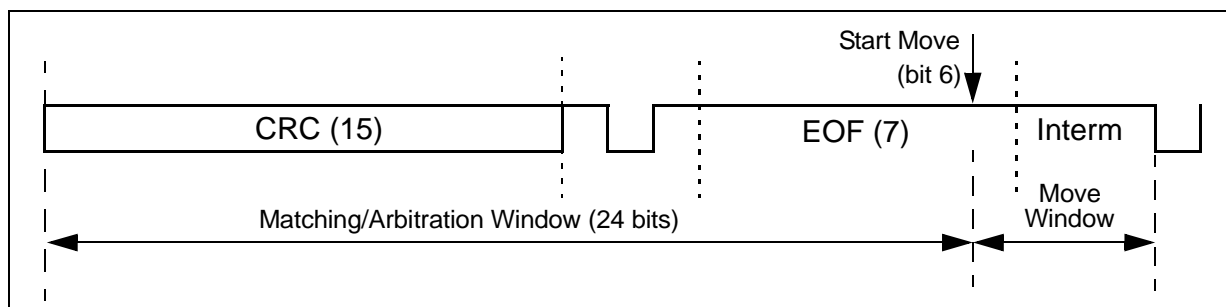 Start Move
(bit 6)
CRC (15)
EOF (7)
Interm
Matching/Arbitration Window (24 bits)
Move
Window